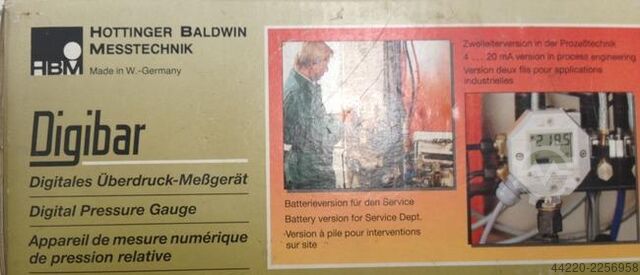 HOTTINGER BALDWIN
MESSTECHNIK
HBM
Made in W.-Germany
Digibar
Digitales Überdruck-Meßgerät
Digital Pressure Gauge
Appareil de mesure numérique
de pression relative
Batterieversion für den Service
Battery version for Service Dept.
Version à pile pour interventions
sur site
Zweileiterversion in der Prozeßtechnik
4 .... 20 mA version in process engineering
Version deux fils pour applications
industrielles
219.5
44220-2256958